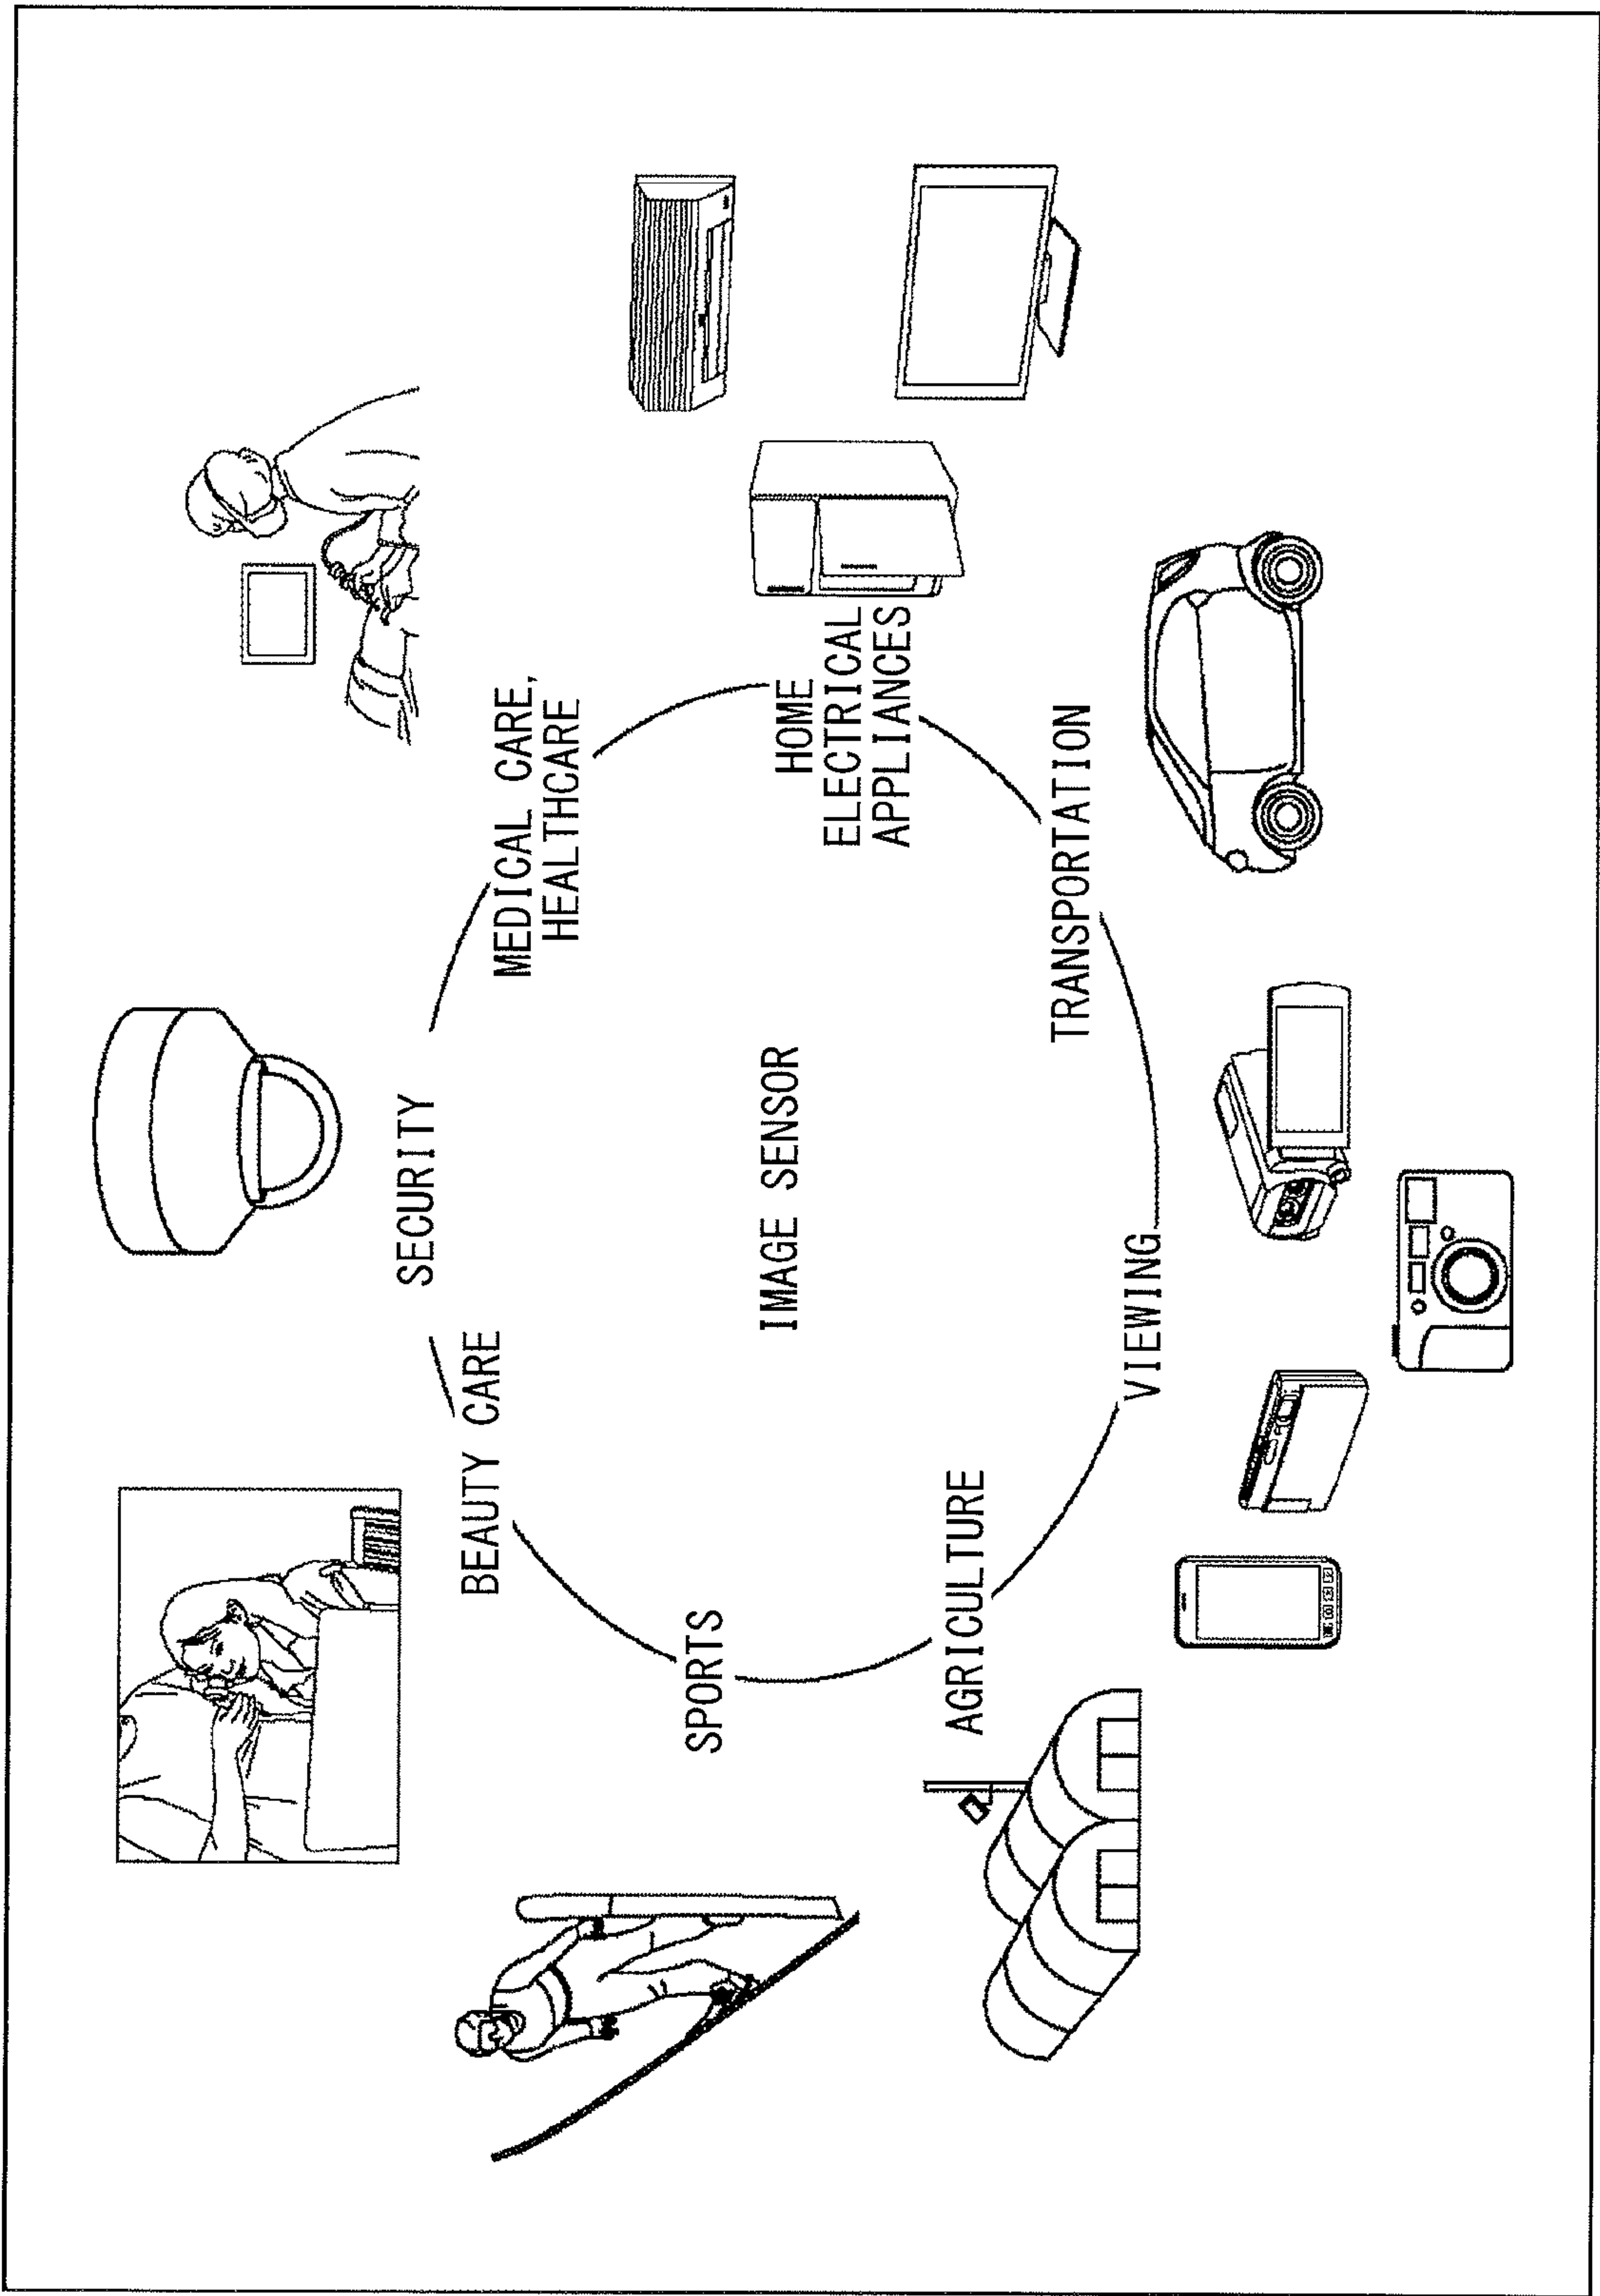 SECURITY
MEDICAL CARE,
HEALTHCARE
HOME
ELECTRICAL
APPLIANCES
TRANSPORTATION
VIEWING
AGRICULTURE
SPORTS
BEAUTY CARE
IMAGE SENSOR